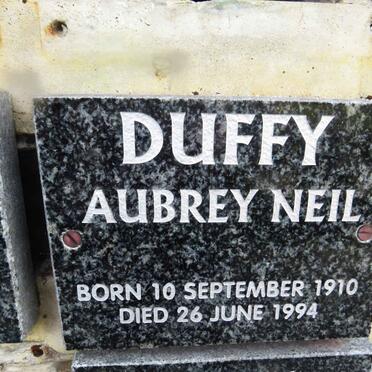 DUFFY
AUBREY NEIL
BORN 10 SEPTEMBER 1910
DIED 26 JUNE 1994